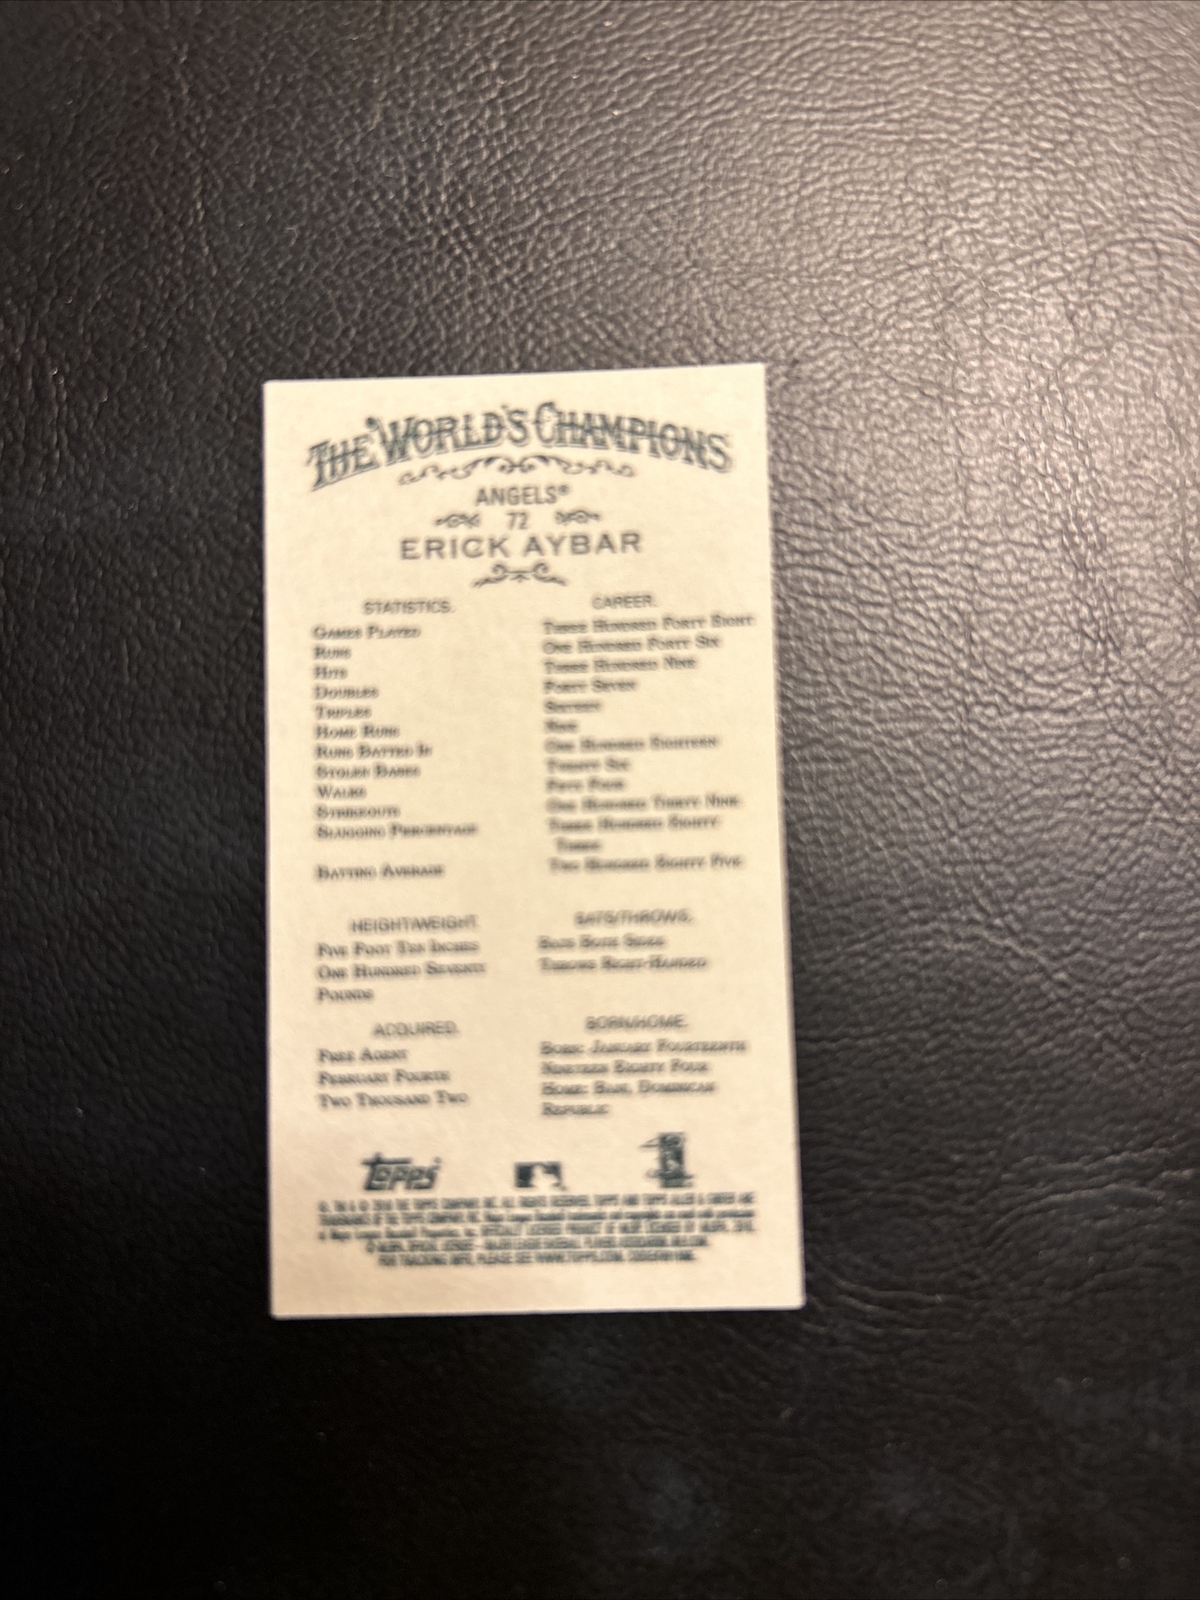 THE WORLD'S CHAMPIONS
ANGELS®
72
ERICK AYBAR
STATISTICS. CAREER.
GAMES PLAYED THREE HUNDRED FORTY EIGHT
RUNS ONE HUNDRED FORTY SIX
HITS THREE HUNDRED NINE
DOUBLES FORTY SEVEN
TRIPLES
HOME RUNS NINE
RUNS BATTED IN ONE HUNDRED EIGHTEEN
STOLEN BASES
WALKS FIFTY FOUR
STRIKEOUTS ONE HUNDRED THIRTY NINE
SLUGGING PERCENTAGE THREE HUNDRED EIGHTY
THREE
BATTING AVERAGE TWO HUNDRED EIGHTY FIVE
HEIGHT/WEIGHT. BATS/THROWS.
FIVE FOOT TEN INCHES BATS BOTH SIDES
ONE HUNDRED SEVENTY THROWS RIGHT-HANDED
POUNDS
ACQUIRED. BORN/HOME.
FREE AGENT BORN: JANUARY FOURTEENTH
FEBRUARY FOURTH NINETEEN EIGHTY FOUR
TWO THOUSAND TWO HOME: BANI, DOMINICAN
REPUBLIC
TOPPS